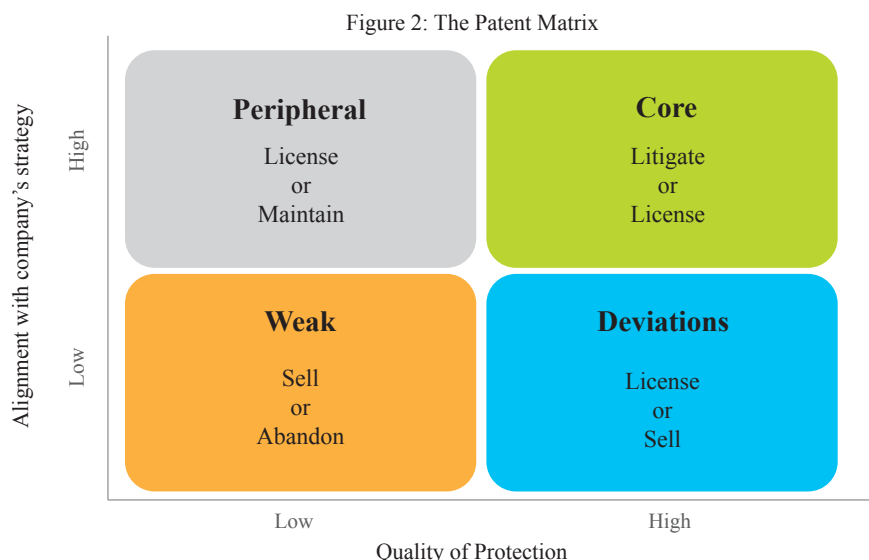 Figure 2: The Patent Matrix
Alignment with company's strategy
High
Low
Peripheral
License
or
Maintain
Core
Litigate
or
License
Weak
Sell
or
Abandon
Deviations
License
or
Sell
Low
High
Quality of Protection